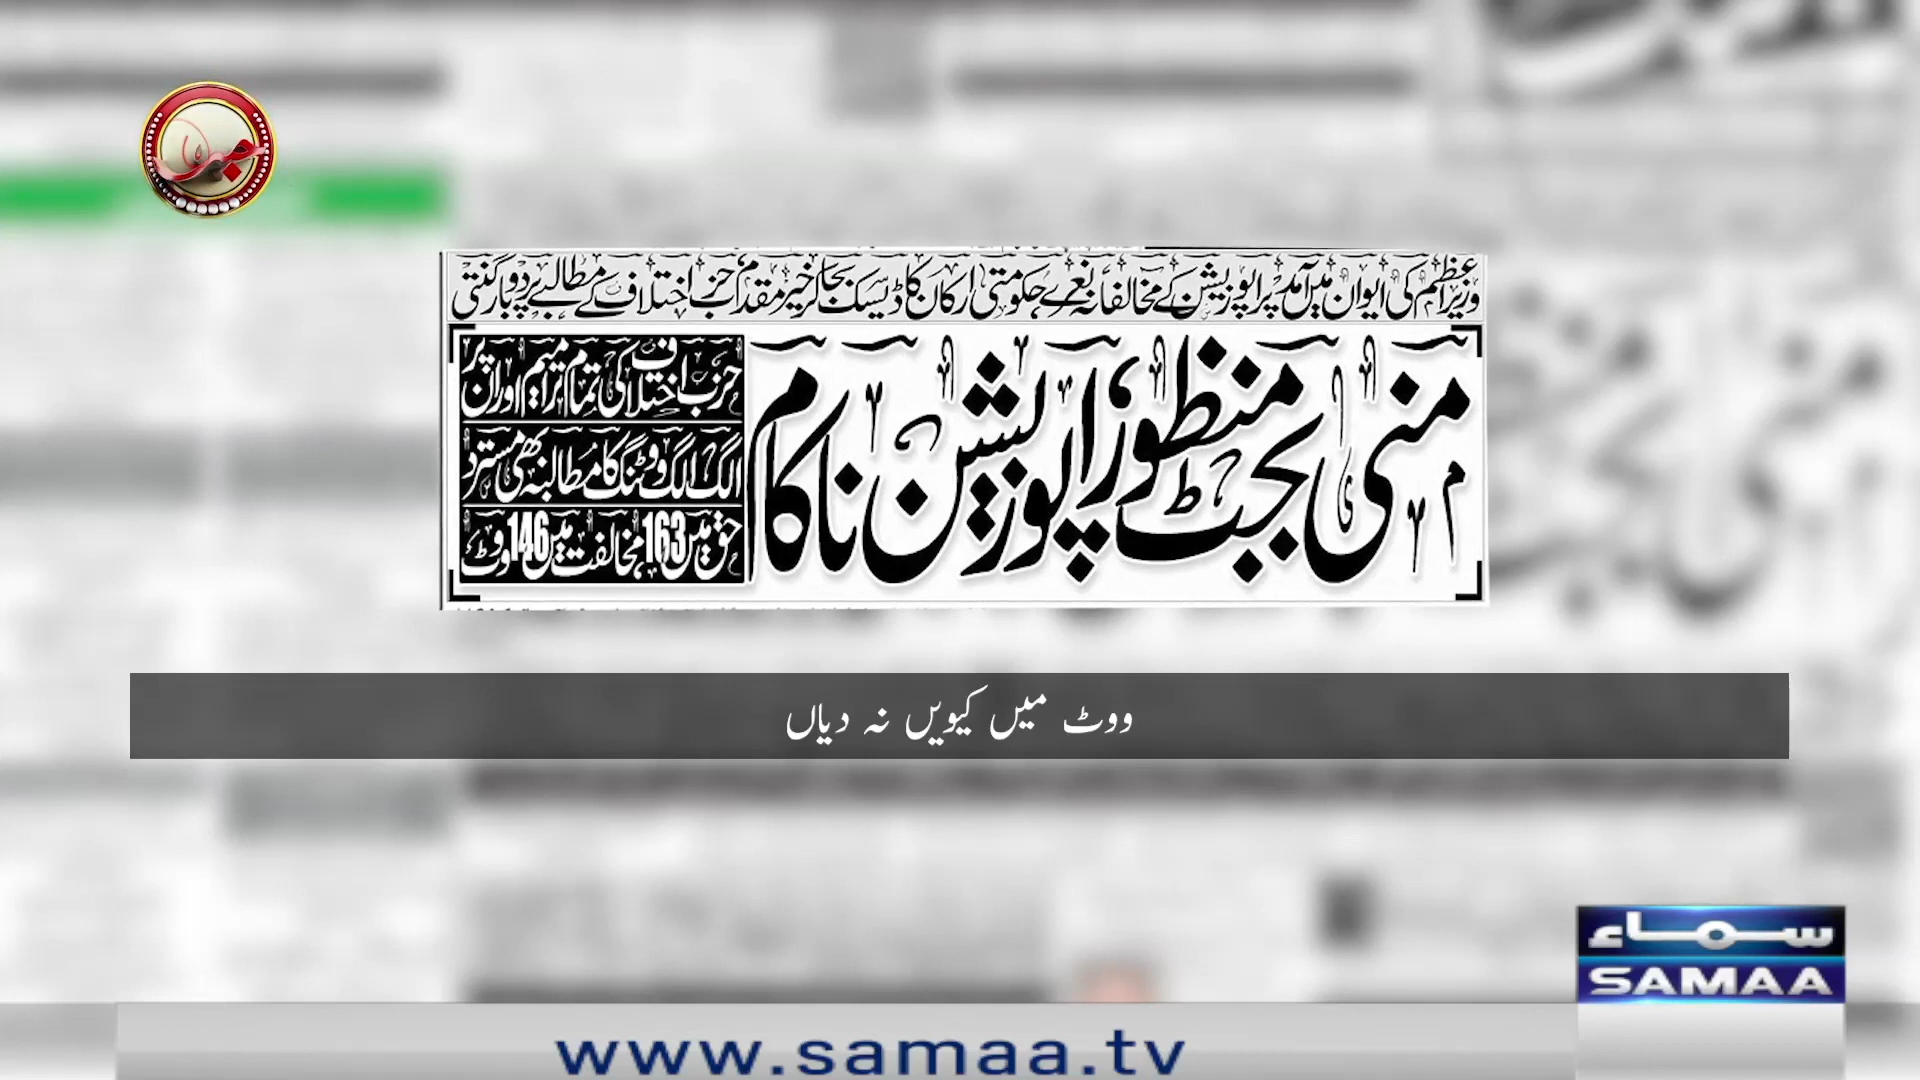 وزیراعظم کی ایوان میں آمد پر اپوزیشن کے مخالفانہ نعرے حکومتی ارکان کا ڈیسک بجا کر خیر مقدم، حزب اختلاف کے مطالبے پر دوبار گنتی
منی بجٹ منظور، اپوزیشن ناکام
حزب اختلاف کی تمام ترامیم اور ان پر
الگ الگ ووٹنگ کا مطالبہ بھی مسترد
حق میں 163، مخالفت میں 146 ووٹ
ووٹ میں کیویں نہ دیاں
سماء
SAMAA
www.samaa.tv